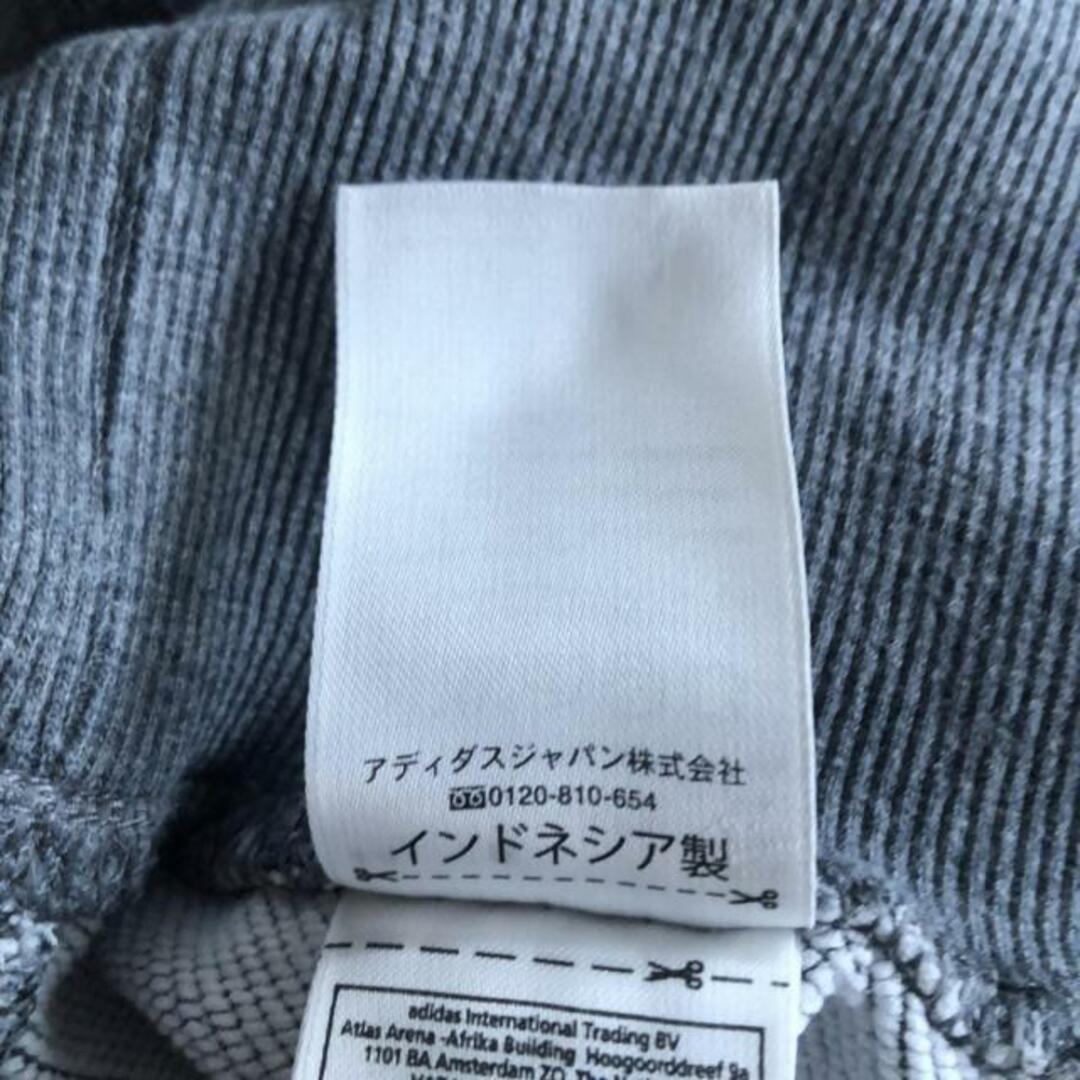 アディダスジャパン株式会社
0120-810-654
インドネシア製
adidas International Trading BV
Atlas Arena -Afrika Building Hoogoorddreef 9a
1101 BA Amsterdam ZO, The